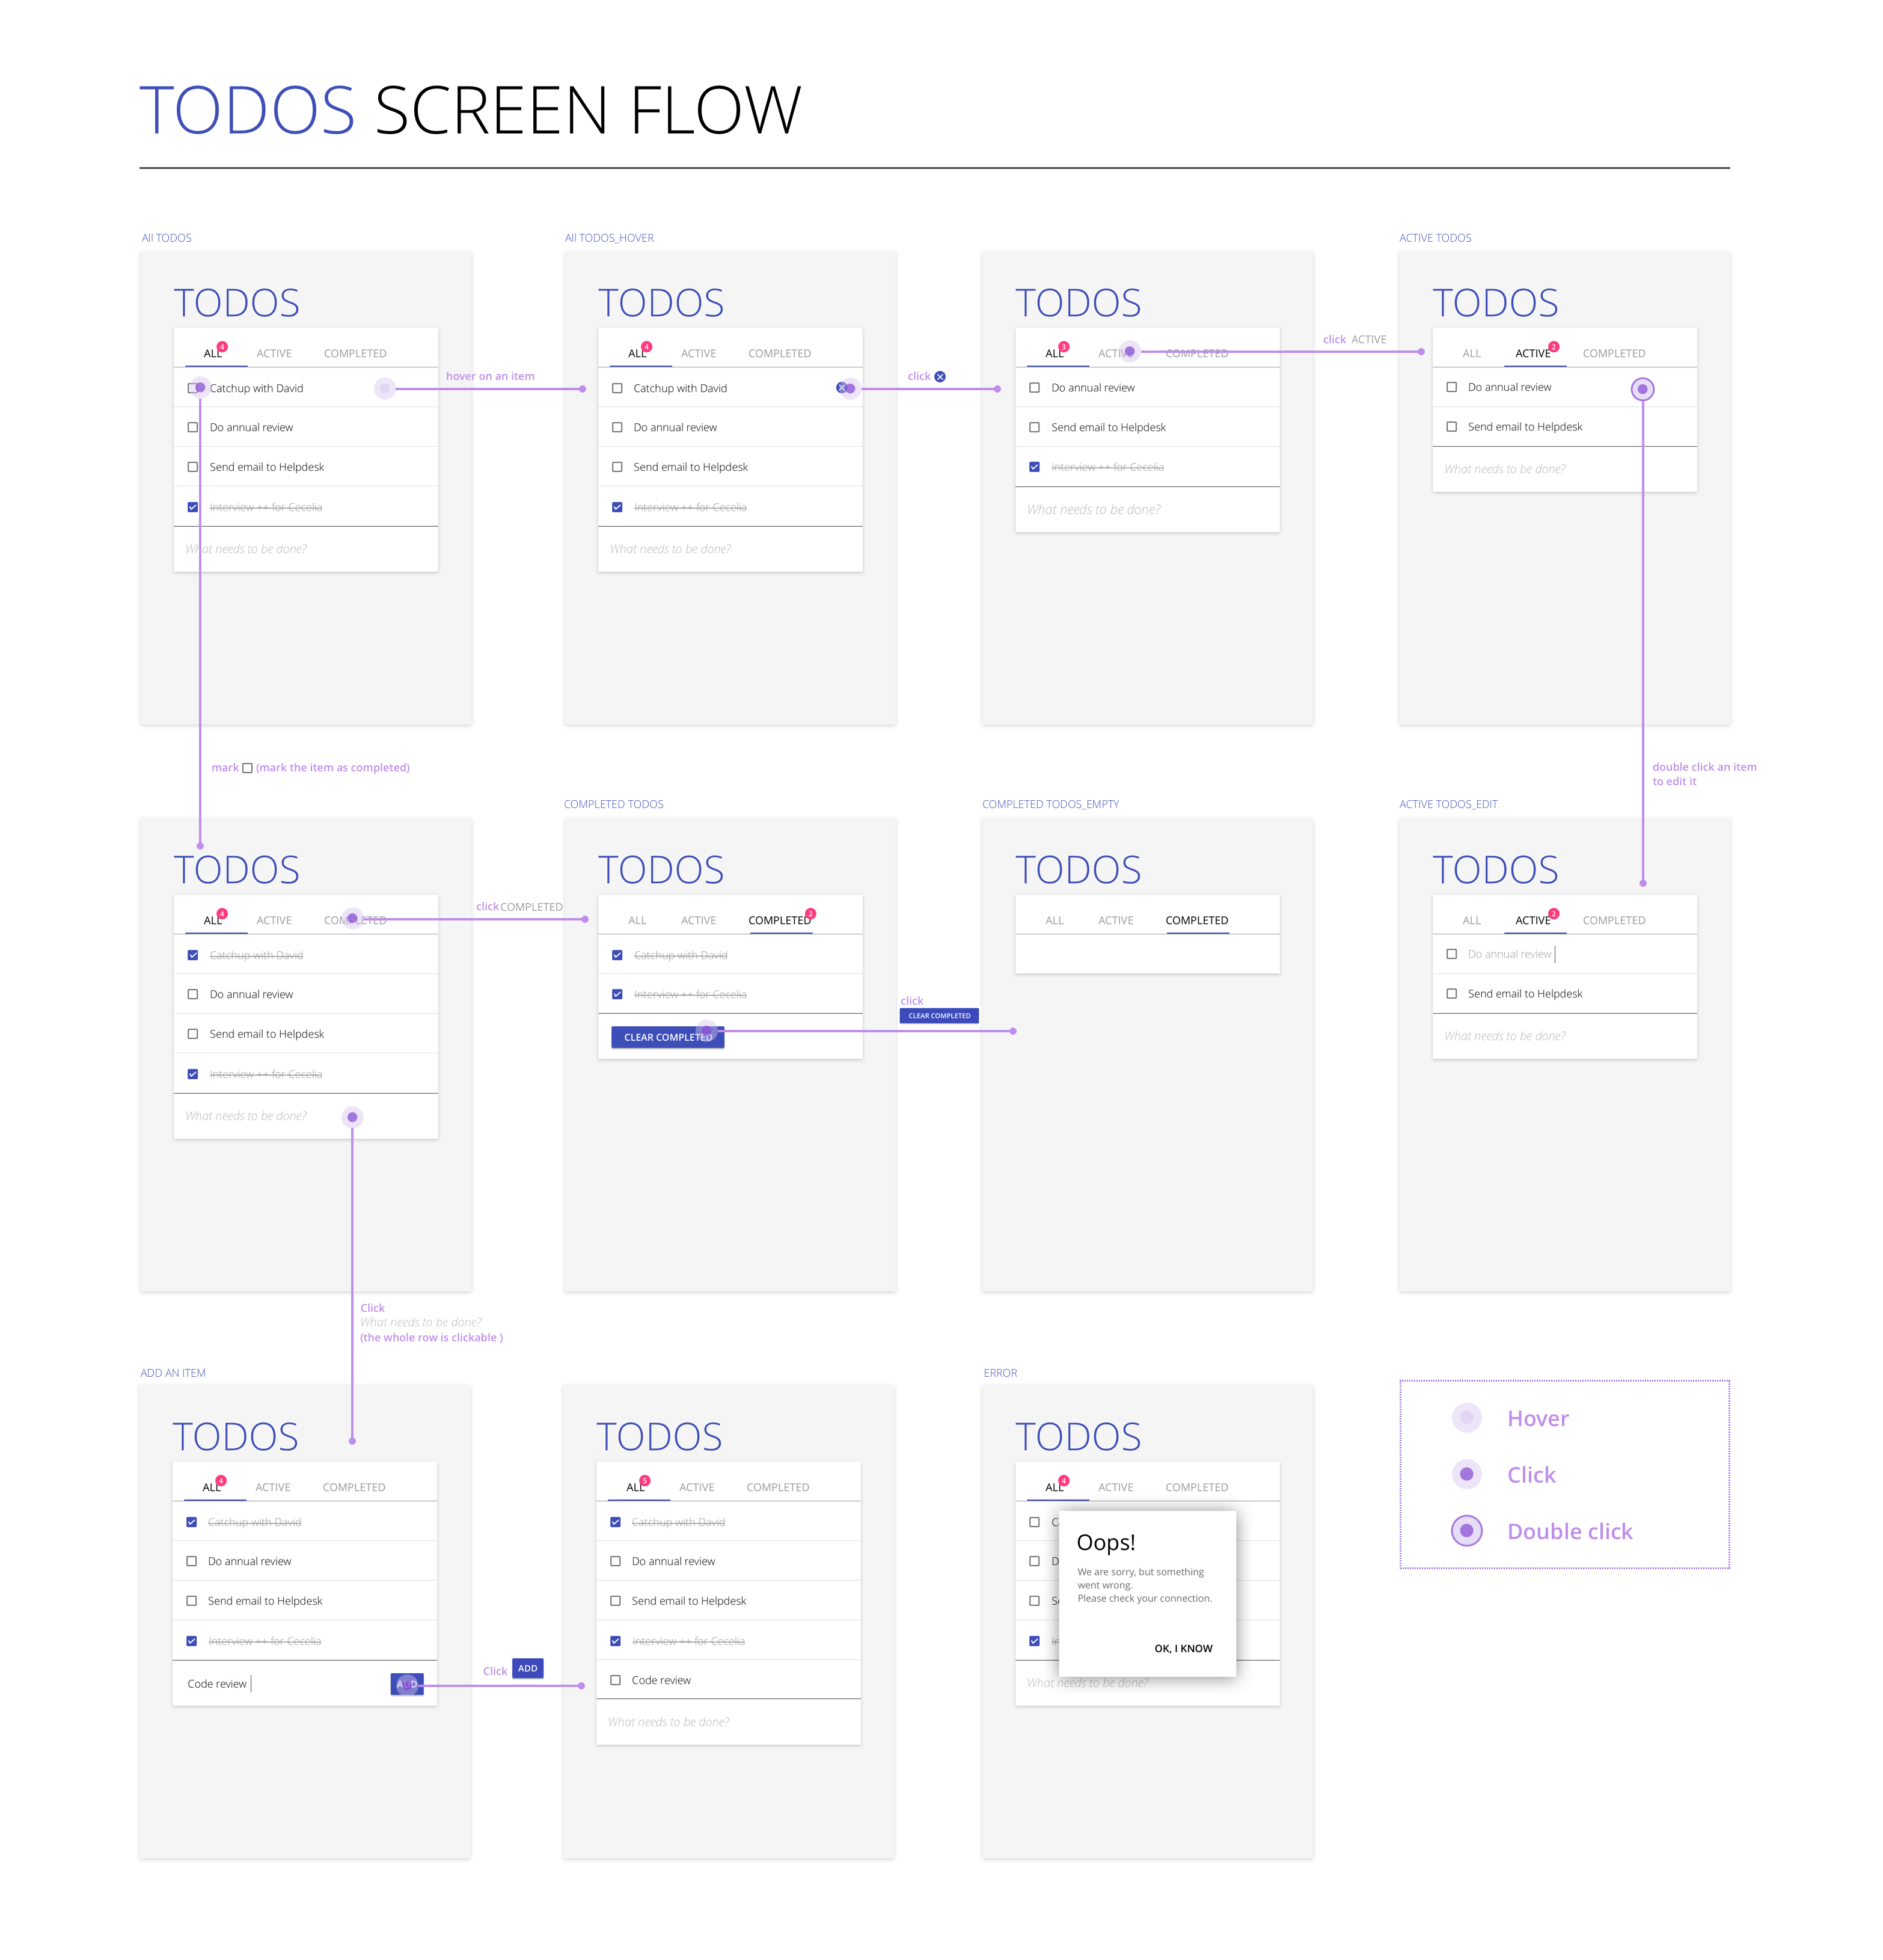 TODOS SCREEN FLOW
All TODOS
TODOS
ALL 4 ACTIVE COMPLETED
Catchup with David
Do annual review
Send email to Helpdesk
Interview ++ for Cecelia
What needs to be done?
hover on an item
All TODOS_HOVER
TODOS
ALL 4 ACTIVE COMPLETED
Catchup with David
Do annual review
Send email to Helpdesk
Interview ++ for Cecelia
What needs to be done?
click
TODOS
ALL 3 ACTIVE COMPLETED
Do annual review
Send email to Helpdesk
Interview ++ for Cecelia
What needs to be done?
click ACTIVE
ACTIVE TODOS
TODOS
ALL ACTIVE 2 COMPLETED
Do annual review
Send email to Helpdesk
What needs to be done?
mark (mark the item as completed)
double click an item
to edit it
TODOS
ALL 4 ACTIVE COMPLETED
Catchup with David
Do annual review
Send email to Helpdesk
Interview ++ for Cecelia
What needs to be done?
click COMPLETED
COMPLETED TODOS
TODOS
ALL ACTIVE COMPLETED 2
Catchup with David
Interview ++ for Cecelia
CLEAR COMPLETED
click
CLEAR COMPLETED
COMPLETED TODOS_EMPTY
TODOS
ALL ACTIVE COMPLETED
ACTIVE TODOS_EDIT
TODOS
ALL ACTIVE 2 COMPLETED
Do annual review
Send email to Helpdesk
What needs to be done?
Click
What needs to be done?
(the whole row is clickable )
ADD AN ITEM
TODOS
ALL 4 ACTIVE COMPLETED
Catchup with David
Do annual review
Send email to Helpdesk
Interview ++ for Cecelia
Code review
ADD
Click ADD
TODOS
ALL 5 ACTIVE COMPLETED
Catchup with David
Do annual review
Send email to Helpdesk
Interview ++ for Cecelia
Code review
What needs to be done?
ERROR
TODOS
ALL 4 ACTIVE COMPLETED
C
D
Se
In
Oops!
We are sorry, but something
went wrong.
Please check your connection.
OK, I KNOW
What needs to be done?
Hover
Click
Double click